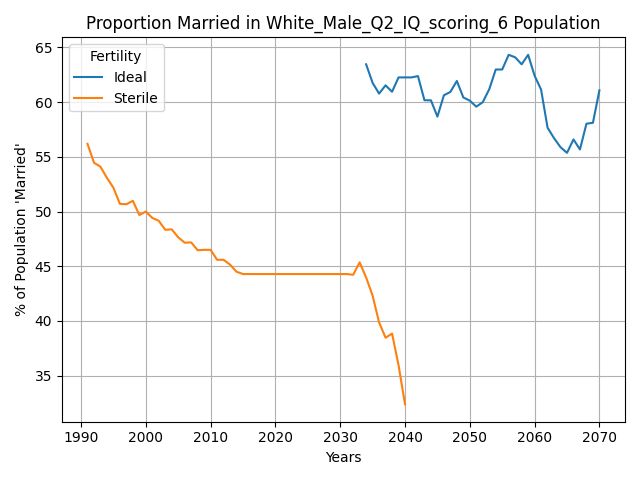 Proportion Married in White_Male_Q2_IQ_scoring_6 Population
Fertility
Ideal
Sterile
% of Population 'Married'
65
60
55
50
45
40
35
1990 2000 2010 2020 2030 2040 2050 2060 2070
Years